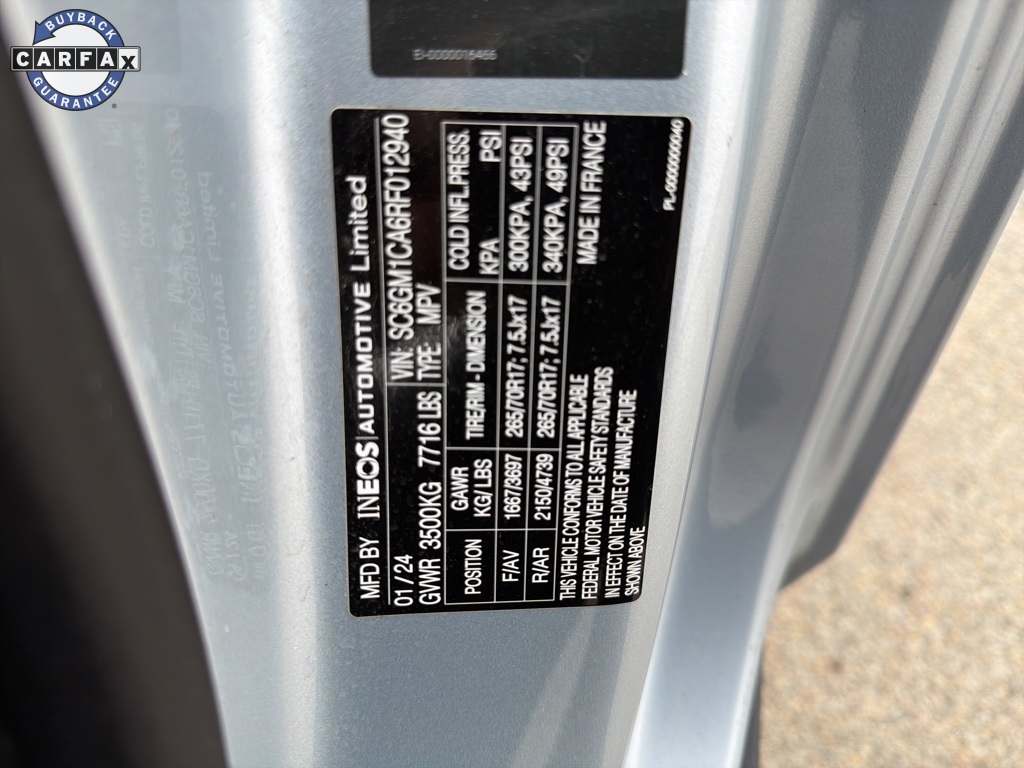 BUYBACK
CARFAX
GUARANTEE
EI-0000015466
MFD BY INEOS | AUTOMOTIVE Limited
01 / 24 VIN: SC6GM1CA6RF012940
GVWR 3500KG 7716 LBS TYPE: MPV
POSITION GAWR KG/ LBS TIRE/RIM - DIMENSION COLD INFL.PRESS. KPA PSI
F/AV 1667/3697 265/70R17; 7.5Jx17 300KPA, 43PSI
R/AR 2150/4739 265/70R17; 7.5Jx17 340KPA, 49PSI
THIS VEHICLE CONFORMS TO ALL APPLICABLE MADE IN FRANCE
FEDERAL MOTOR VEHICLE SAFETY STANDARDS
IN EFFECT ON THE DATE OF MANUFACTURE
SHOWN ABOVE
PL-0000000040